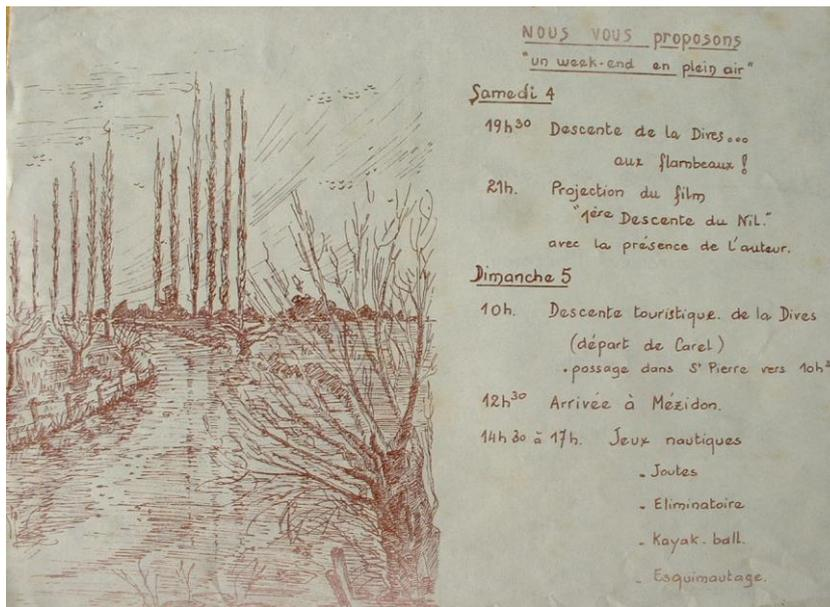 NOUS VOUS proposons
"un week-end en plein air"
Samedi 4
19h30 Descente de la Dives...
aux flambeaux !
21h. Projection du film
"1ère Descente du Nil."
avec la présence de l'auteur.
Dimanche 5
10h. Descente touristique. de la Dives
(départ de Carel)
. passage dans St Pierre vers 10h3
12h30 Arrivée à Mézidon.
14h30 à 17h. Jeux nautiques
- Joutes
- Eliminatoire
- Kayak-ball.
- Esquimautage.